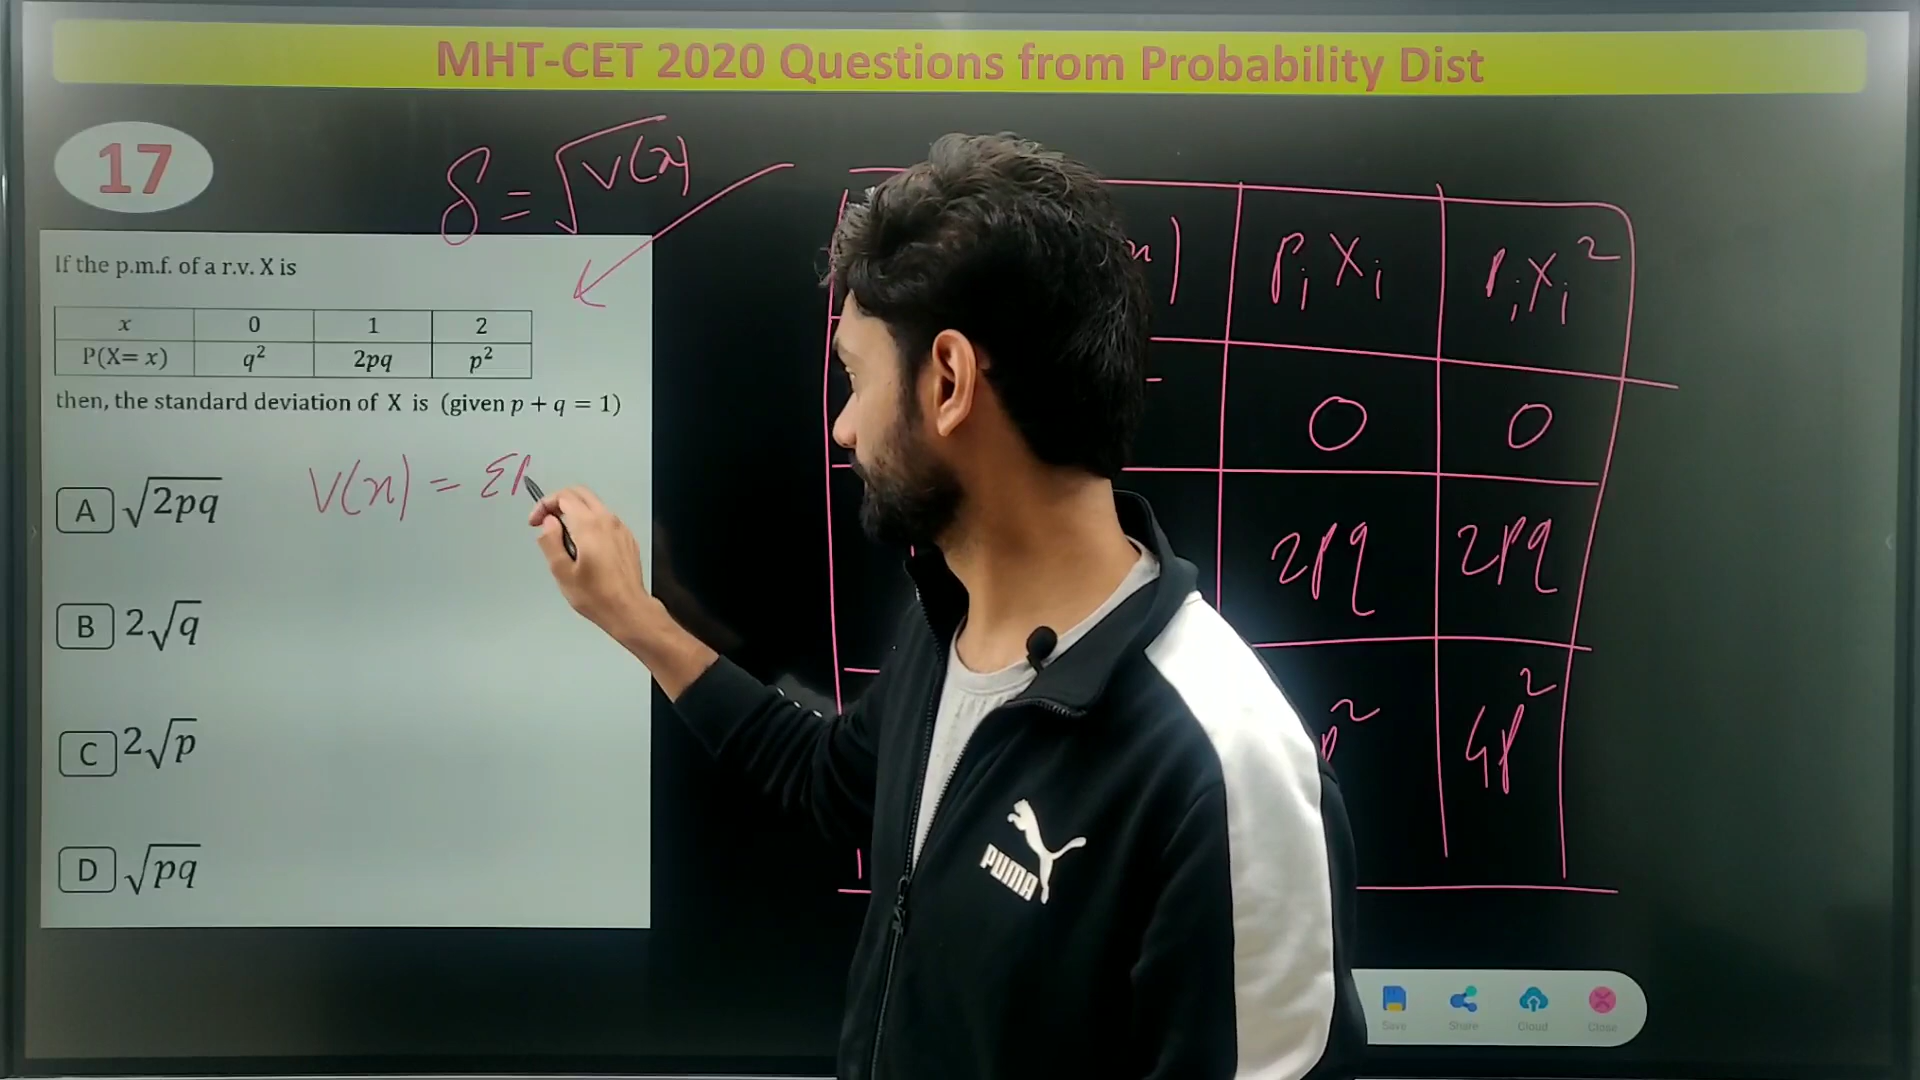 MHT-CET 2020 Questions from Probability Dist
17
δ = √V(x)
If the p.m.f. of a r.v. X is
x 0 1 2
P(X= x) q² 2pq p²
then, the standard deviation of X is (given p + q = 1)
V(x) = Σ
A √2pq
B 2√q
C 2√p
D √pq
PᵢXᵢ PᵢXᵢ²
0 0
2pq 2pq
p² 4p²
PUMA
Save Share Cloud Close